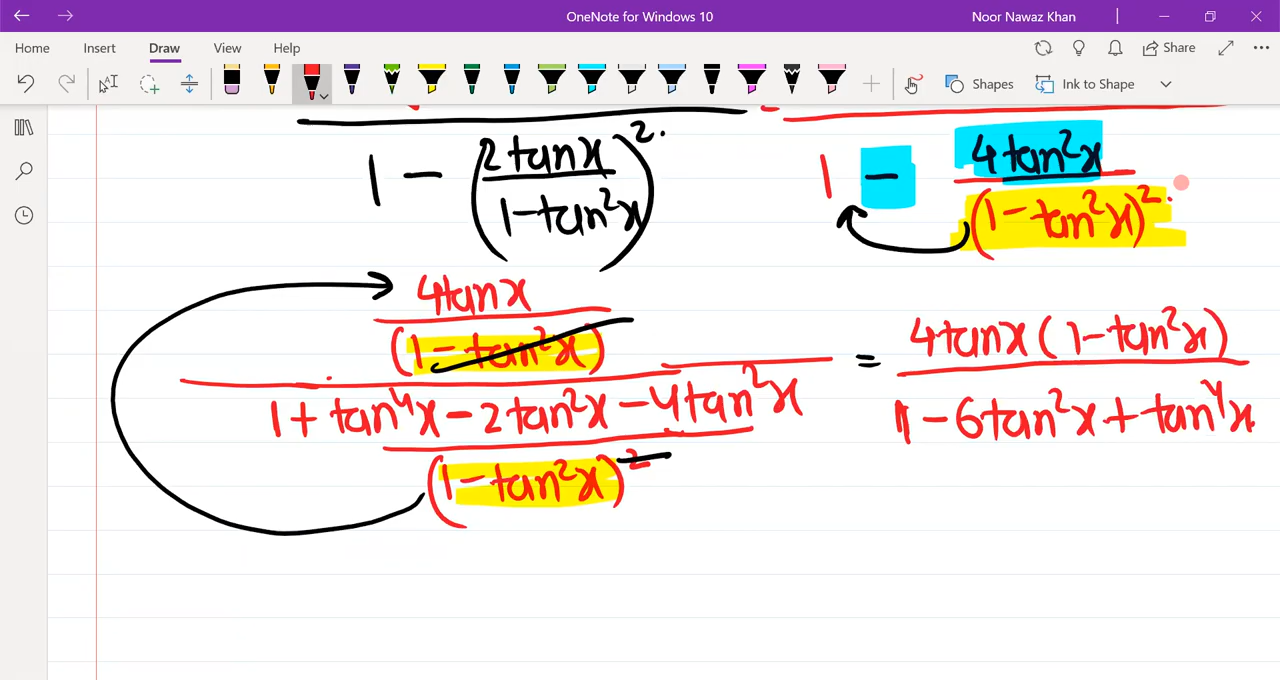 OneNote for Windows 10
Noor Nawaz Khan
Home Insert Draw View Help Share
Shapes Ink to Shapes
1 - (2tanx / 1-tan²x)².
1 - 4tan²x / (1-tan²x)².
4tanx
(1-tan²x)
1+tan⁴x-2tan²x-4tan²x
(1-tan²x)²
= 4tanx(1-tan²x)
1-6tan²x+tan⁴x